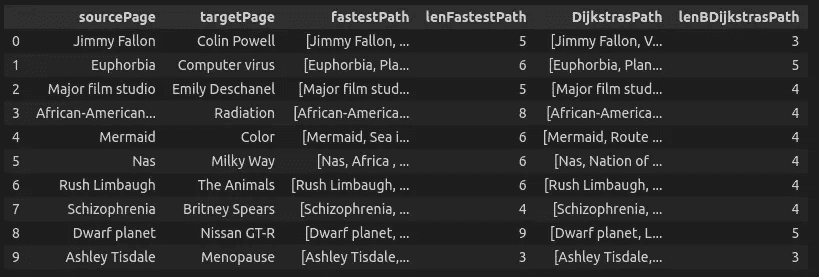 sourcePage targetPage fastestPath lenFastestPath DijkstrasPath lenBDijkstrasPath
0 Jimmy Fallon Colin Powell [Jimmy Fallon, ... 5 [Jimmy Fallon, V... 3
1 Euphorbia Computer virus [Euphorbia, Pla... 6 [Euphorbia, Plan... 5
2 Major film studio Emily Deschanel [Major film stud... 5 [Major film stud... 4
3 African-American... Radiation [African-America... 8 [African-America... 4
4 Mermaid Color [Mermaid, Sea i... 6 [Mermaid, Route ... 4
5 Nas Milky Way [Nas, Africa , ... 6 [Nas, Nation of ... 4
6 Rush Limbaugh The Animals [Rush Limbaugh, ... 6 [Rush Limbaugh, ... 4
7 Schizophrenia Britney Spears [Schizophrenia, ... 4 [Schizophrenia, ... 4
8 Dwarf planet Nissan GT-R [Dwarf planet, ... 9 [Dwarf planet, L... 5
9 Ashley Tisdale Menopause [Ashley Tisdale,... 3 [Ashley Tisdale,... 3